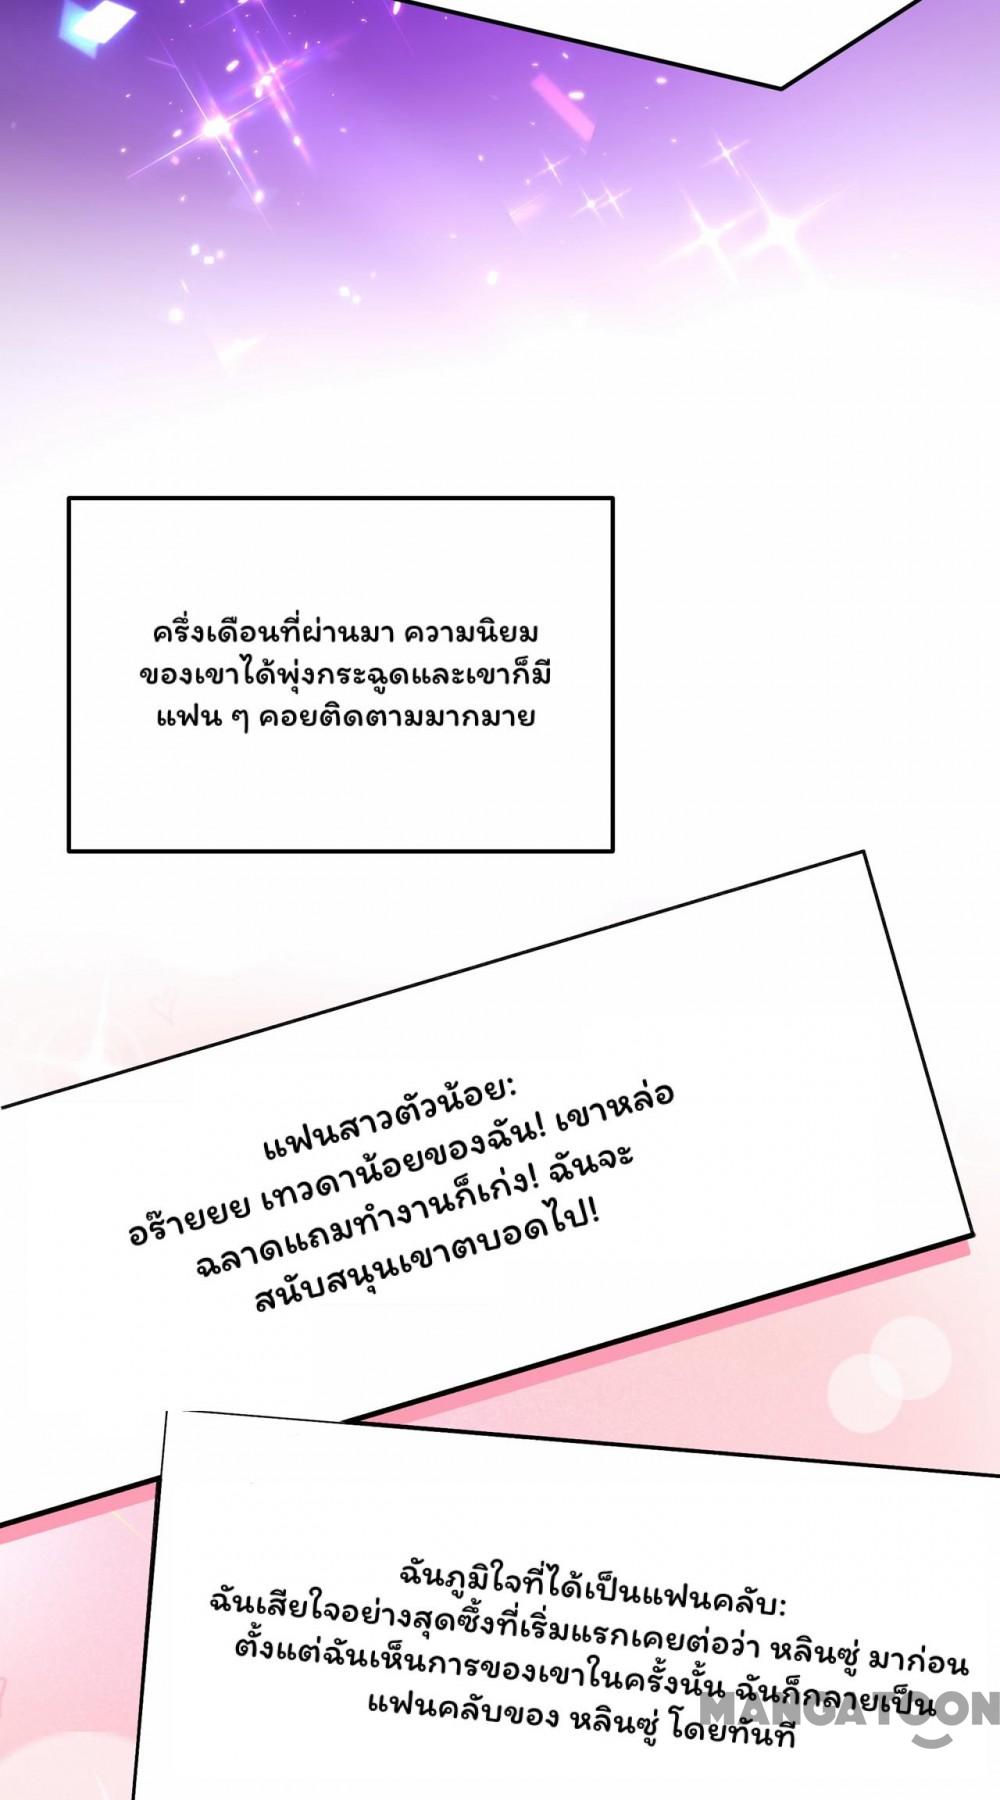 ครึ่งเดือนที่ผ่านมา ความนิยม
ของเขาได้พุ่งกระฉูดและเขาก็มี
แฟน ๆ คอยติดตามมากมาย
แฟนสาวตัวน้อย:
อร๊ายยย เทวดาน้อยของฉัน! เขาหล่อ
ฉลาดแถมทำงานก็เก่ง! ฉันจะ
สนับสนุนเขาตบอดไป!
ฉันภูมิใจที่ได้เป็นแฟนคลับ:
ฉันเสียใจอย่างสุดซึ้งที่เริ่มแรกเคยต่อว่า หลินซู่ มาก่อน
ตั้งแต่ฉันเห็นการของเขาในครั้งนั้น ฉันก็กลายเป็น
แฟนคลับของ หลินซู่ โดยทันที
MANGATOON